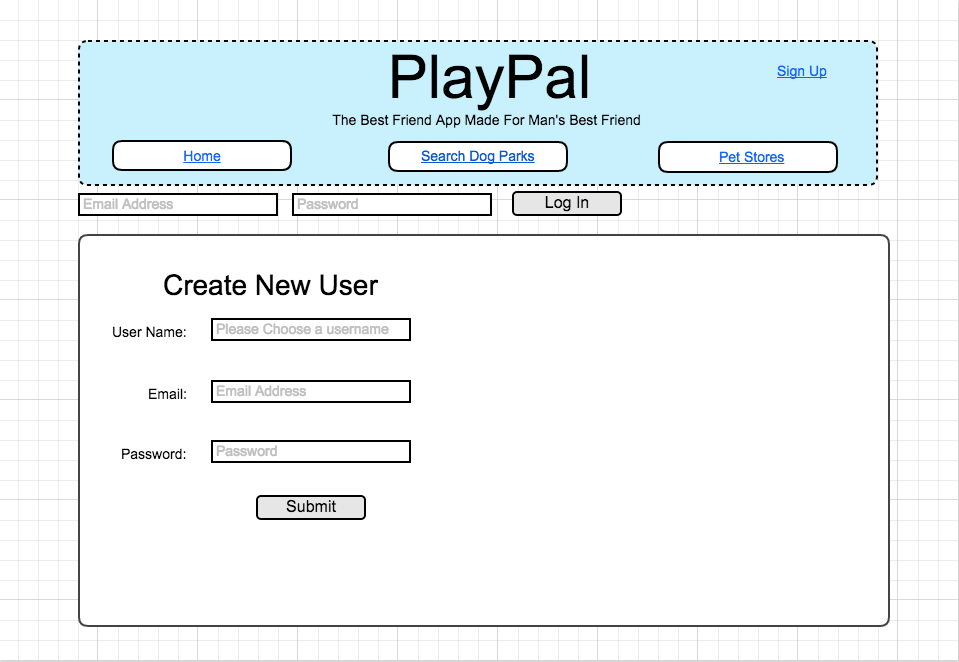 PlayPal
Sign Up
The Best Friend App Made For Man's Best Friend
Home
Search Dog Parks
Pet Stores
Email Address
Password
Log In
Create New User
User Name:
Please Choose a username
Email:
Email Address
Password:
Password
Submit